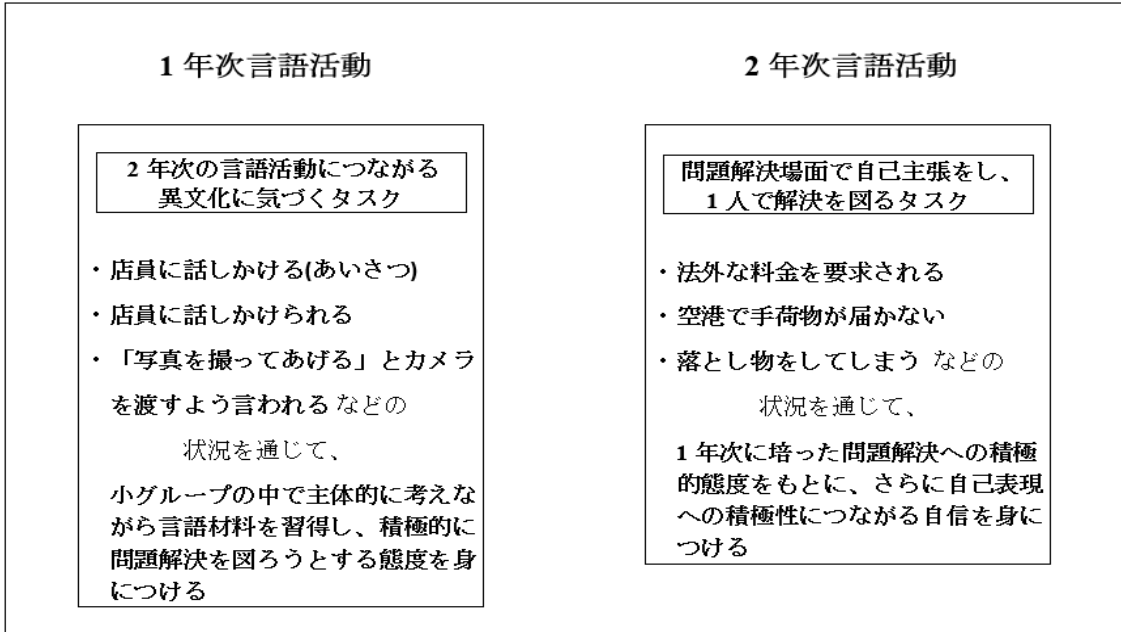 1 年次言語活動
2 年次の言語活動につながる
異文化に気づくタスク
・店員に話しかける(あいさつ)
・店員に話しかけられる
・「写真を撮ってあげる」とカメラ
を渡すよう言われる などの
状況を通じて、
小グループの中で主体的に考えな
がら言語材料を習得し、積極的に
問題解決を図ろうとする態度を身
につける
2 年次言語活動
問題解決場面で自己主張をし、
1 人で解決を図るタスク
・法外な料金を要求される
・空港で手荷物が届かない
・落とし物をしてしまう などの
状況を通じて、
1 年次に培った問題解決への積極
的態度をもとに、さらに自己表現
への積極性につながる自信を身に
つける